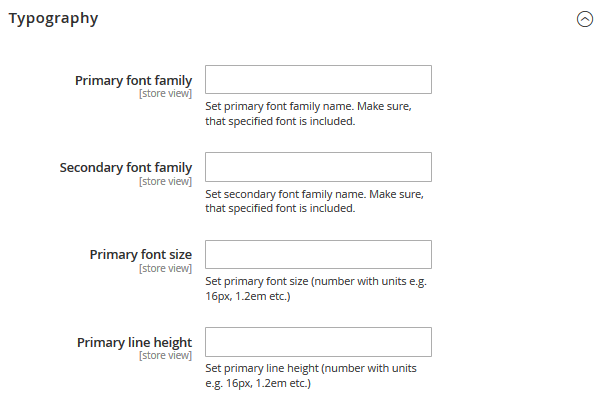 Typography
Primary font family
[store view]
Set primary font family name. Make sure,
that specified font is included.
Secondary font family
[store view]
Set secondary font family name. Make sure,
that specified font is included.
Primary font size
[store view]
Set primary font size (number with units e.g.
16px, 1.2em etc.)
Primary line height
[store view]
Set primary line height (number with units
e.g. 16px, 1.2em etc.)